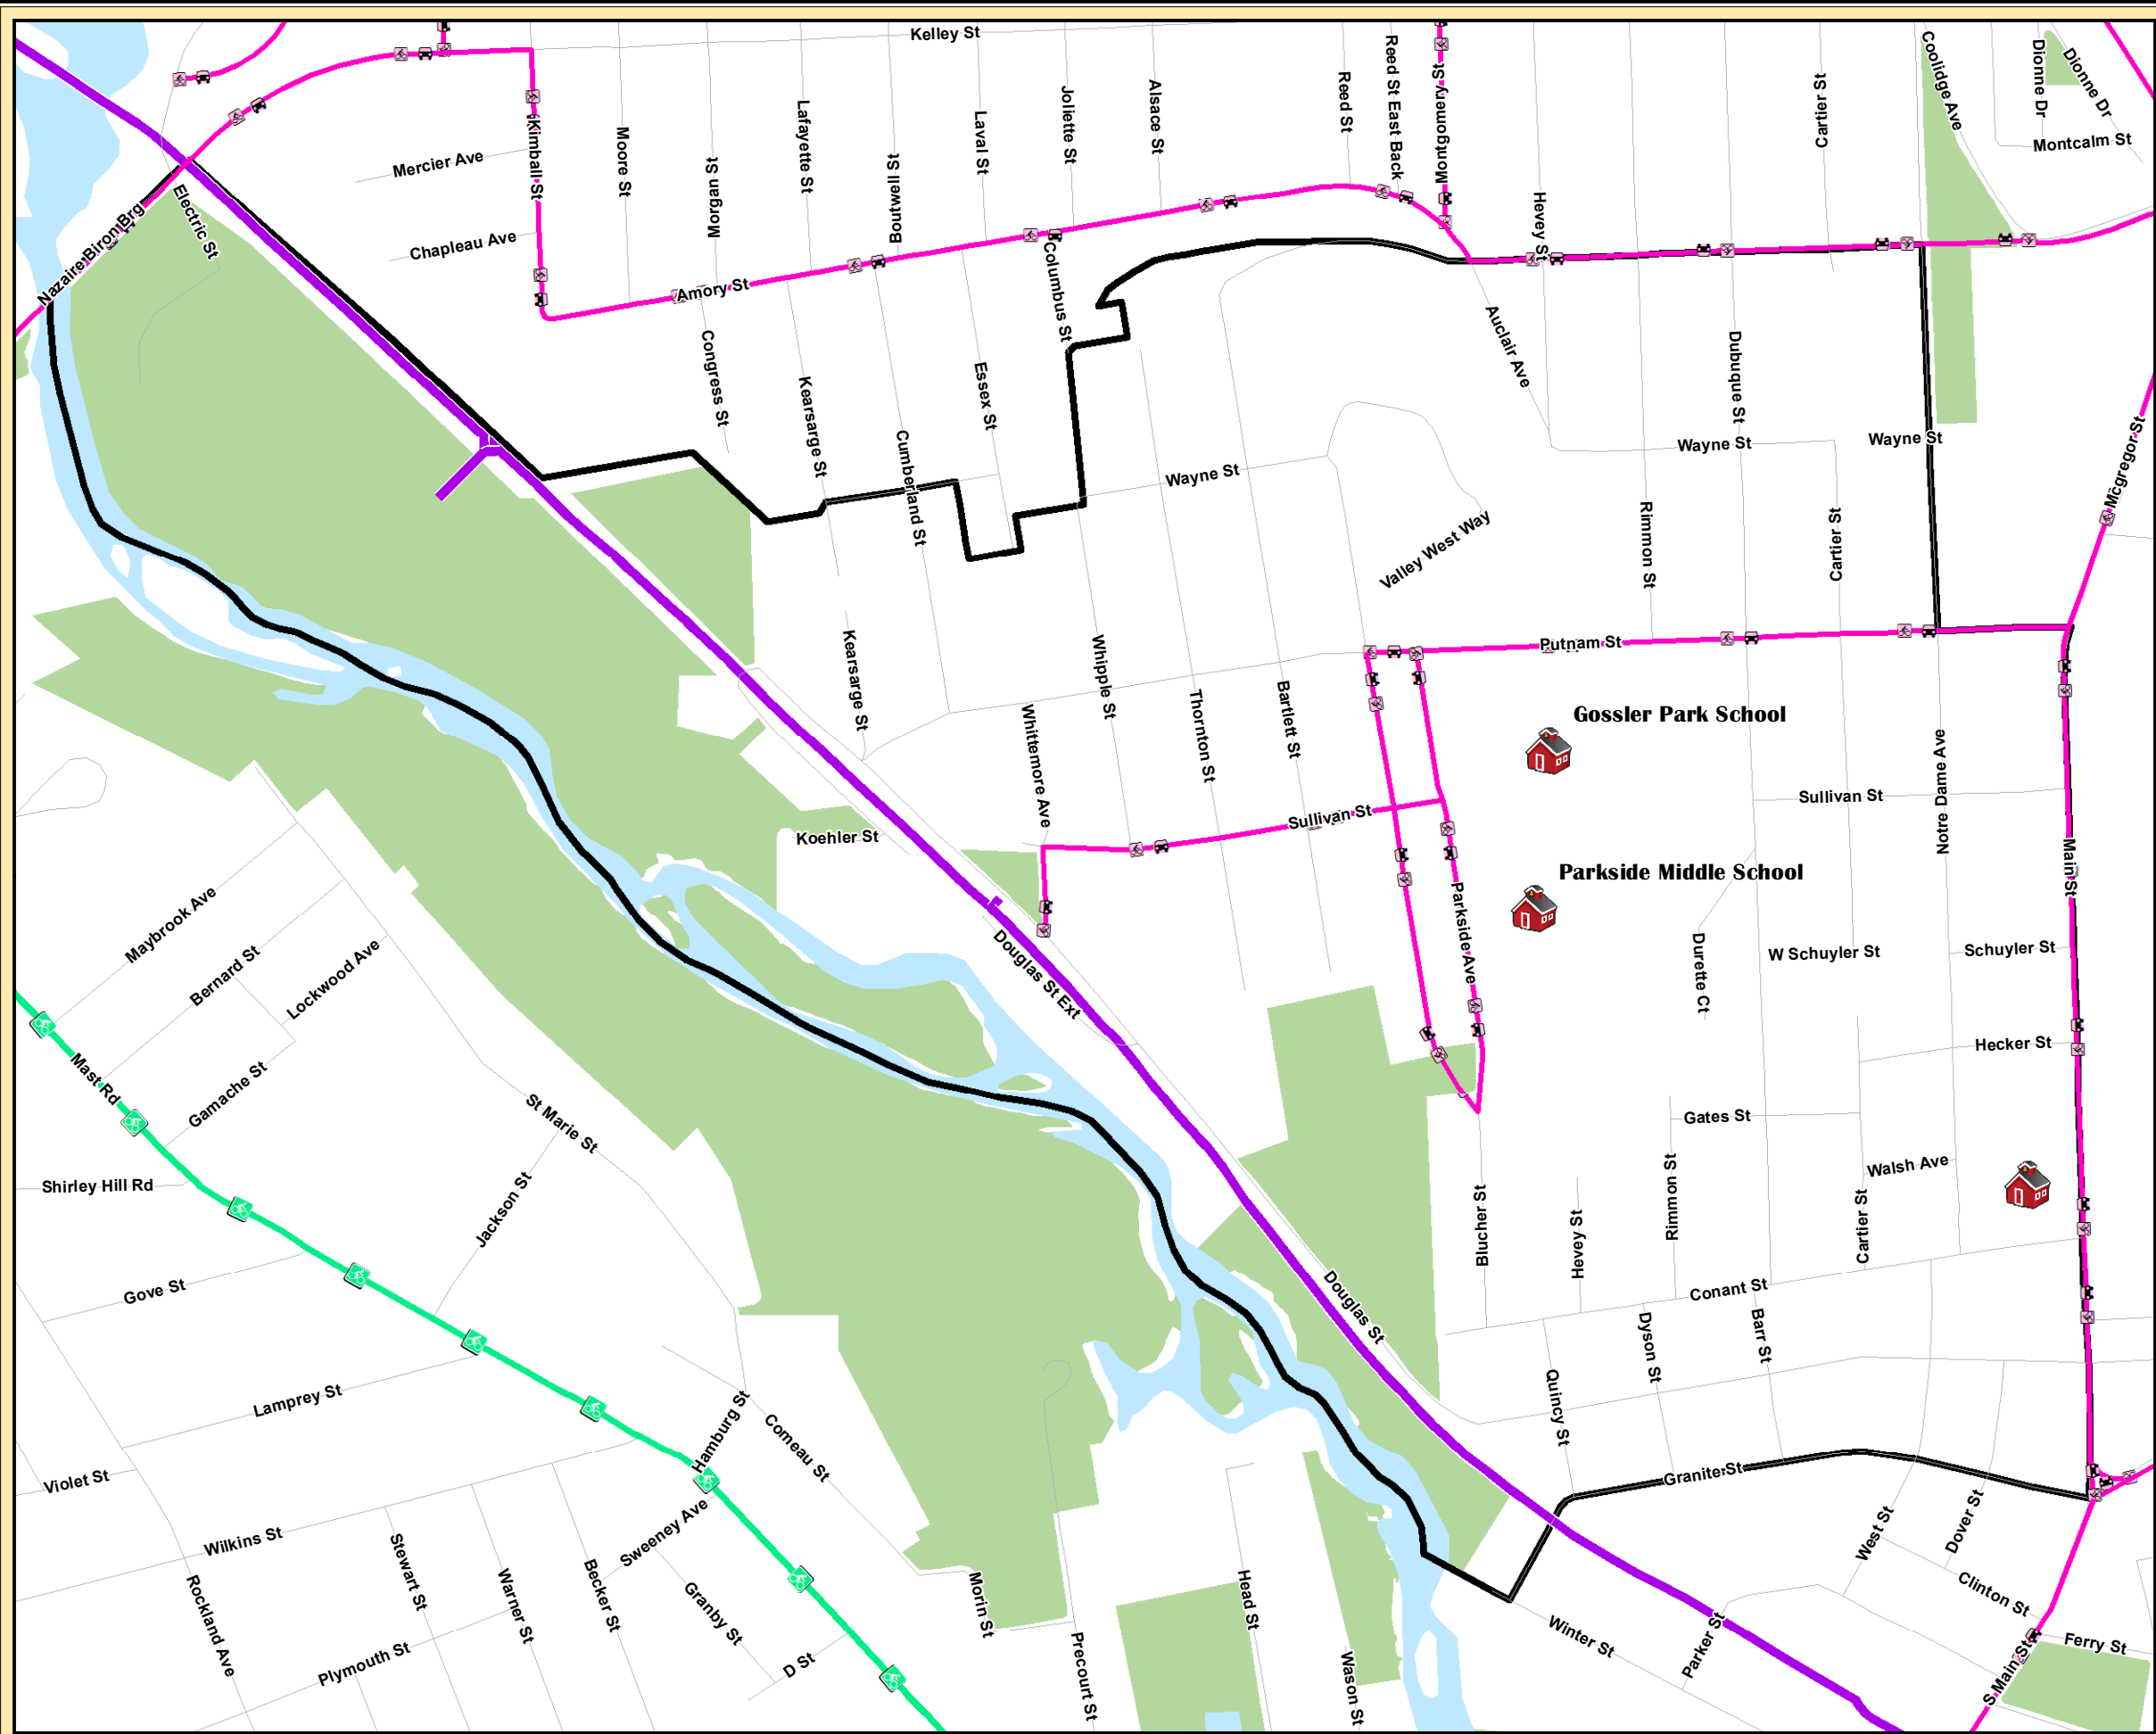 Kelley St
Coolidge Ave
Dionne Dr
Dionne Dr
Reed St
Reed St East Back
Montgomery St
Cartier St
Joliette St
Alsace St
Lafayette St
Laval St
Kimball St
Moore St
Morgan St
Boutwell St
Mercier Ave
Montcalm St
Electric St
Nazaire Biron Brg
Chapleau Ave
Hevey St
Columbus St
Amory St
Auclair Ave
Congress St
Kearsarge St
Essex St
Dubuque St
Wayne St
Wayne St
Wayne St
Cumberland St
Mcgregor St
Valley West Way
Rimmon St
Cartier St
Kearsarge St
Whipple St
Putnam St
Thornton St
Bartlett St
Whittemore Ave
Gossler Park School
Notre Dame Ave
Sullivan St
Sullivan St
Koehler St
Main St
Parkside Middle School
Parkside Ave
Maybrook Ave
Bernard St
Lockwood Ave
Douglas St Ext
Durette Ct
W Schuyler St
Schuyler St
Hecker St
Mast Rd
Gamache St
St Marie St
Gates St
Shirley Hill Rd
Jackson St
Walsh Ave
Blucher St
Hevey St
Rimmon St
Cartier St
Gove St
Douglas St
Conant St
Dyson St
Barr St
Quincy St
Lamprey St
Hamburg St
Comeau St
Violet St
Granite St
Wilkins St
Sweeney Ave
West St
Dover St
Stewart St
Warner St
Becker St
Granby St
Morin St
Head St
Clinton St
Rockland Ave
Plymouth St
D St
Precourt St
Wason St
Winter St
Parker St
S Main St
Ferry St